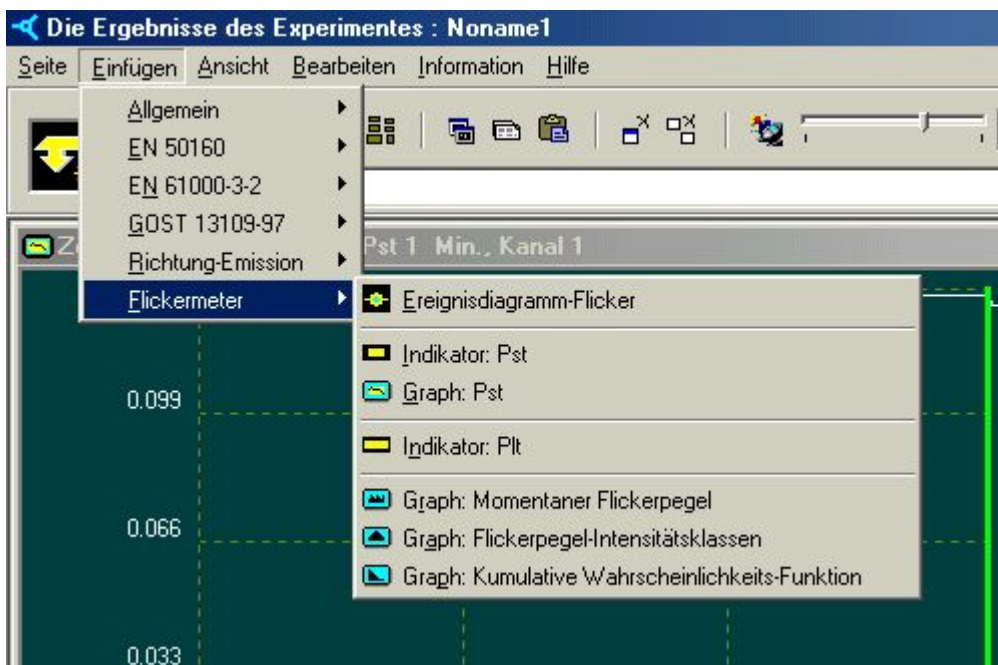 Die Ergebnisse des Experimentes : Noname1
Seite Einfügen Ansicht Bearbeiten Information Hilfe
Allgemein
EN 50160
EN 61000-3-2
GOST 13109-97
Richtung-Emission
Flickermeter
Pst 1 Min., Kanal 1
Ereignisdiagramm-Flicker
Indikator: Pst
Graph: Pst
Indikator: Plt
Graph: Momentaner Flickerpegel
Graph: Flickerpegel-Intensitätsklassen
Graph: Kumulative Wahrscheinlichkeits-Funktion
0.099
0.066
0.033